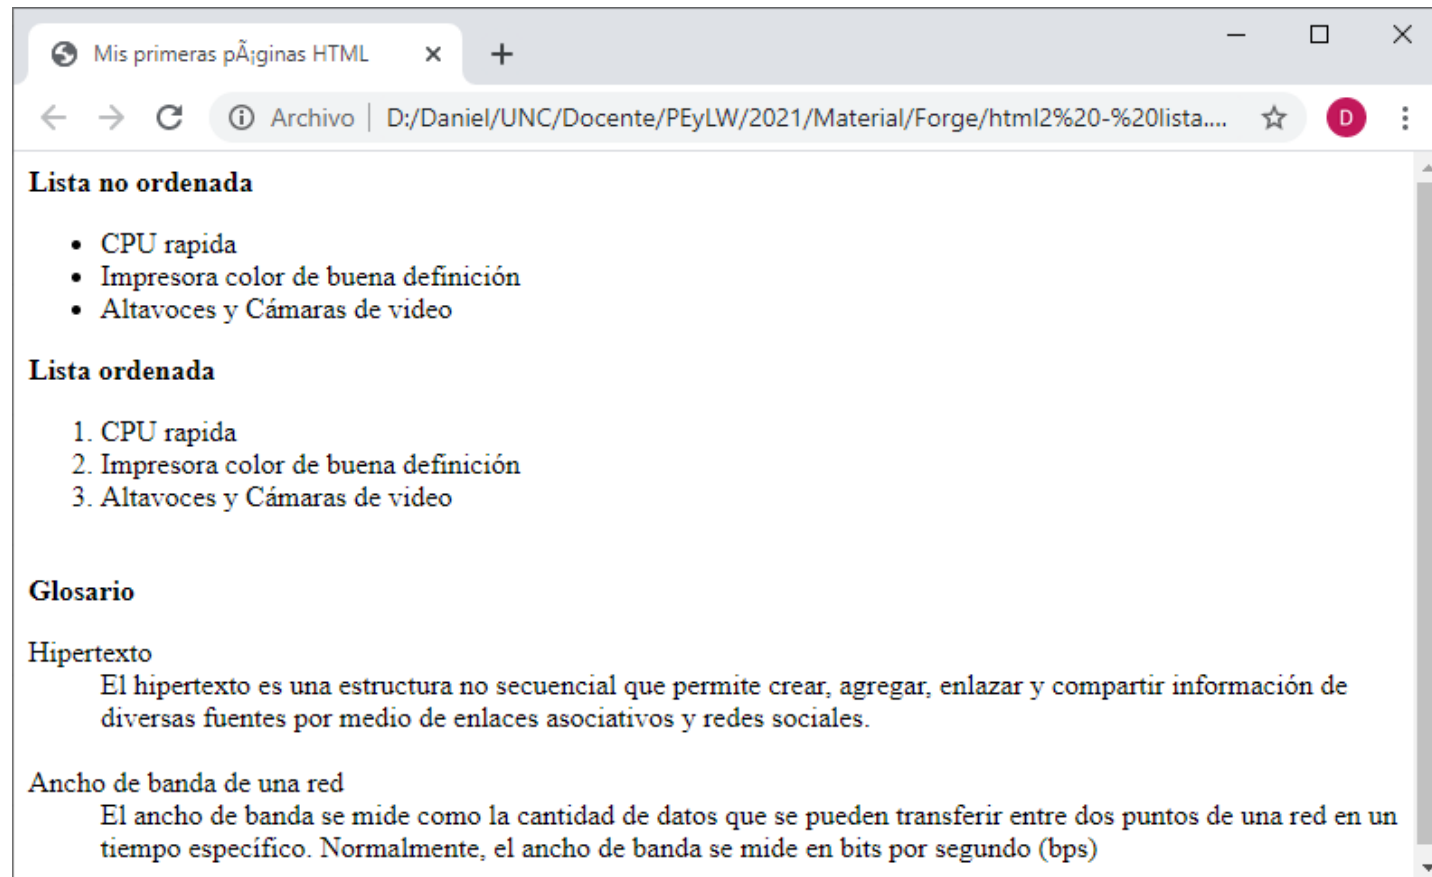 Mis primeras pÃ¡ginas HTML
Archivo | D:/Daniel/UNC/Docente/PEyLW/2021/Material/Forge/html2%20-%20lista.... D
Lista no ordenada
• CPU rapida
• Impresora color de buena definición
• Altavoces y Cámaras de video
Lista ordenada
1. CPU rapida
2. Impresora color de buena definición
3. Altavoces y Cámaras de video
Glosario
Hipertexto
El hipertexto es una estructura no secuencial que permite crear, agregar, enlazar y compartir información de
diversas fuentes por medio de enlaces asociativos y redes sociales.
Ancho de banda de una red
El ancho de banda se mide como la cantidad de datos que se pueden transferir entre dos puntos de una red en un
tiempo específico. Normalmente, el ancho de banda se mide en bits por segundo (bps)